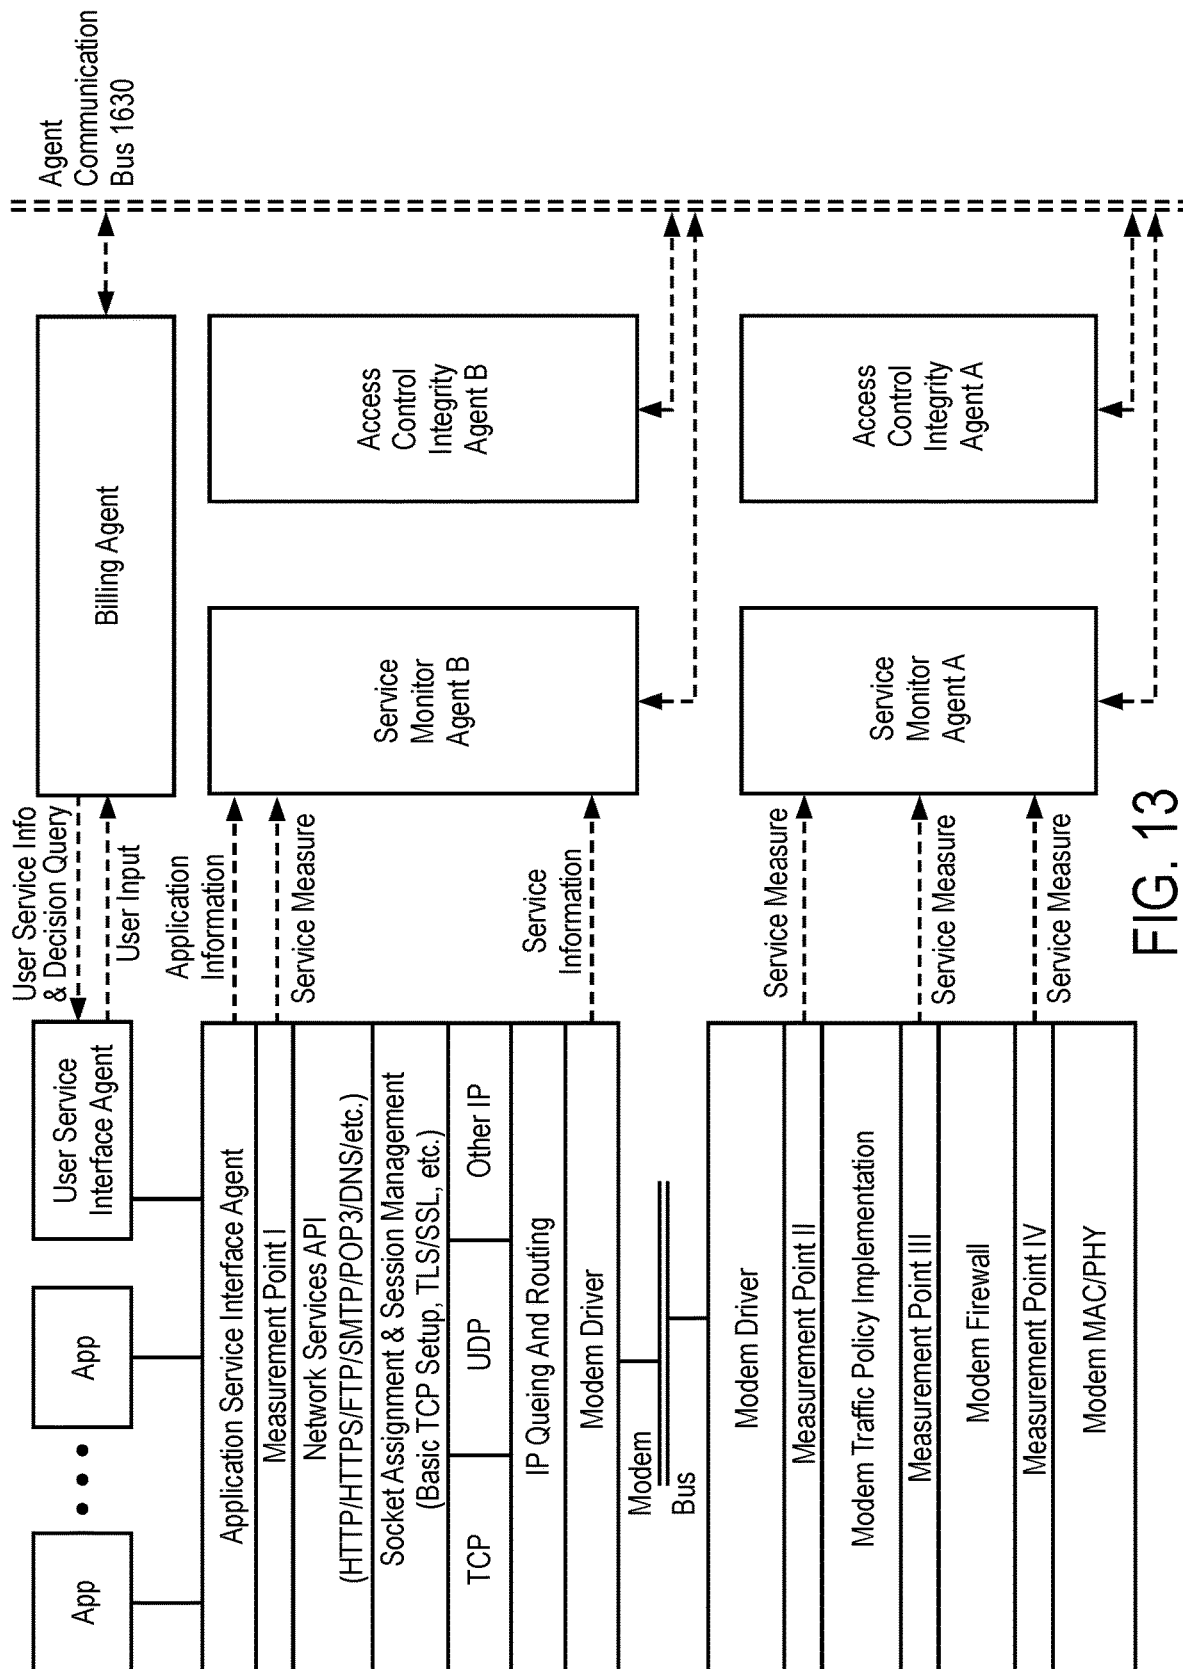 Agent
Communication
Bus 1630
Billing Agent
User Service Info
& Decision Query
User Input
User Service
Interface Agent
App
App
Application
Information
Service Measure
Service
Information
Service
Monitor
Agent B
Access
Control
Integrity
Agent B
Application Service Interface Agent
Measurement Point I
Network Services API
(HTTP/HTTPS/FTP/SMTP/POP3/DNS/etc.)
Socket Assignment & Session Management
(Basic TCP Setup, TLS/SSL, etc.)
TCP
UDP
Other IP
IP Queing And Routing
Modem Driver
Modem
Bus
Modem Driver
Measurement Point II
Modem Traffic Policy Implementation
Measurement Point III
Modem Firewall
Measurement Point IV
Modem MAC/PHY
Service Measure
Service Measure
Service Measure
Service
Monitor
Agent A
Access
Control
Integrity
Agent A
FIG. 13